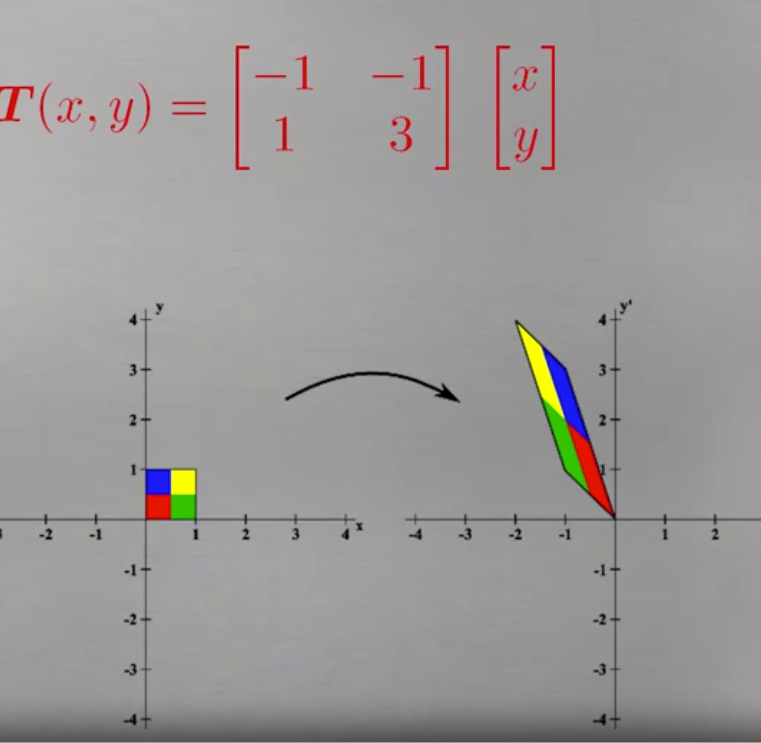 T(x, y) = [ −1 −1 ] [ x ]
[ 1 3 ] [ y ]
y
4
3
2
1
-2 -1 1 2 3 4 x
-1
-2
-3
-4
y'
4
3
2
1
-4 -3 -2 -1 1 2
-1
-2
-3
-4